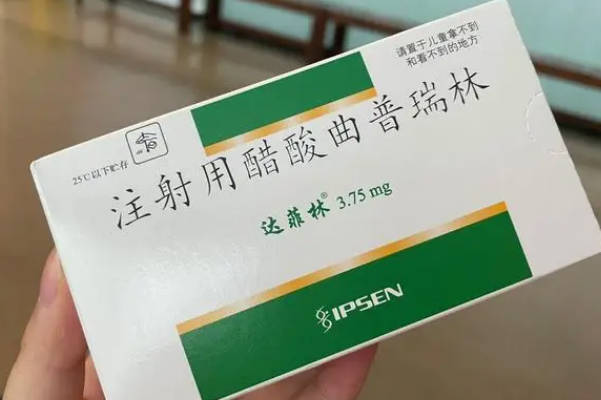 请置于儿童拿不到
和看不到的地方
25℃以下贮存
注射用醋酸曲普瑞林
达菲林® 3.75 mg
IPSEN